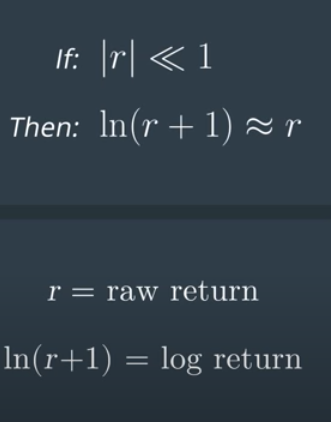 If: |r| ≪ 1
Then: ln(r + 1) ≈ r
r = raw return
ln(r+1) = log return